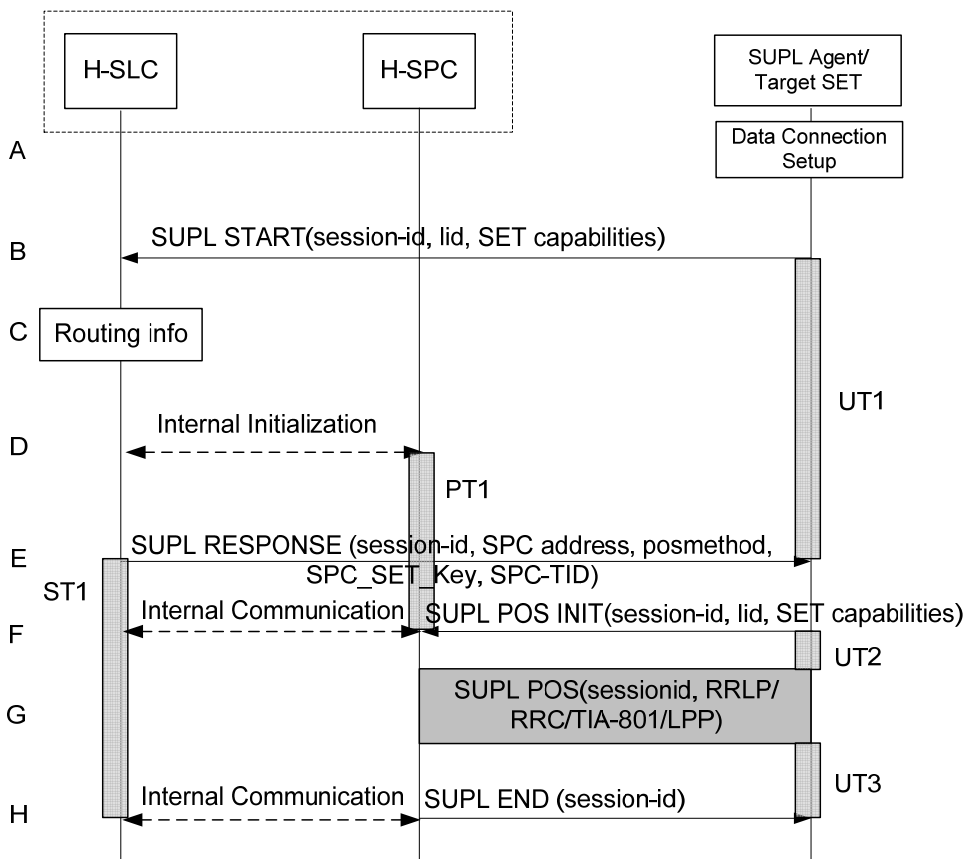 H-SLC
H-SPC
SUPL Agent/
Target SET
A
Data Connection
Setup
B
SUPL START(session-id, lid, SET capabilities)
C
Routing info
UT1
D
Internal Initialization
PT1
E
SUPL RESPONSE (session-id, SPC address, posmethod,
SPC_SET_Key, SPC-TID)
ST1
F
Internal Communication
SUPL POS INIT(session-id, lid, SET capabilities)
UT2
G
SUPL POS(sessionid, RRLP/
RRC/TIA-801/LPP)
UT3
H
Internal Communication
SUPL END (session-id)